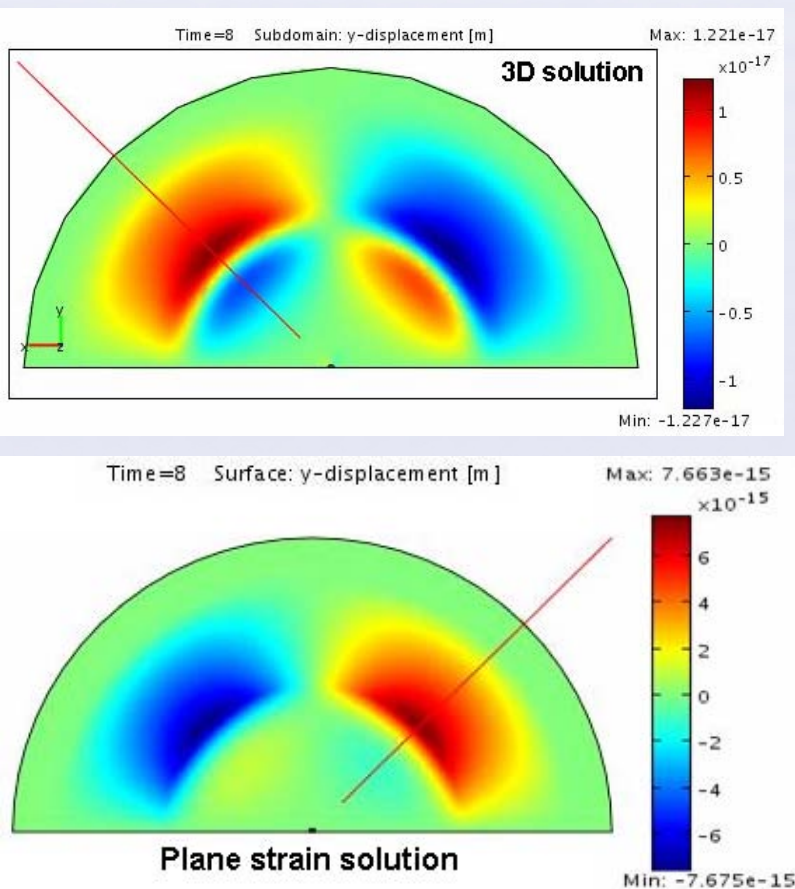 Time=8 Subdomain: y-displacement [m]
Max: 1.221e-17
×10⁻¹⁷
3D solution
1
0.5
0
-0.5
-1
y
x
z
Min: -1.227e-17
Time=8 Surface: y-displacement [m]
Max: 7.663e-15
×10⁻¹⁵
6
4
2
0
-2
-4
-6
Plane strain solution
Min: -7.675e-15